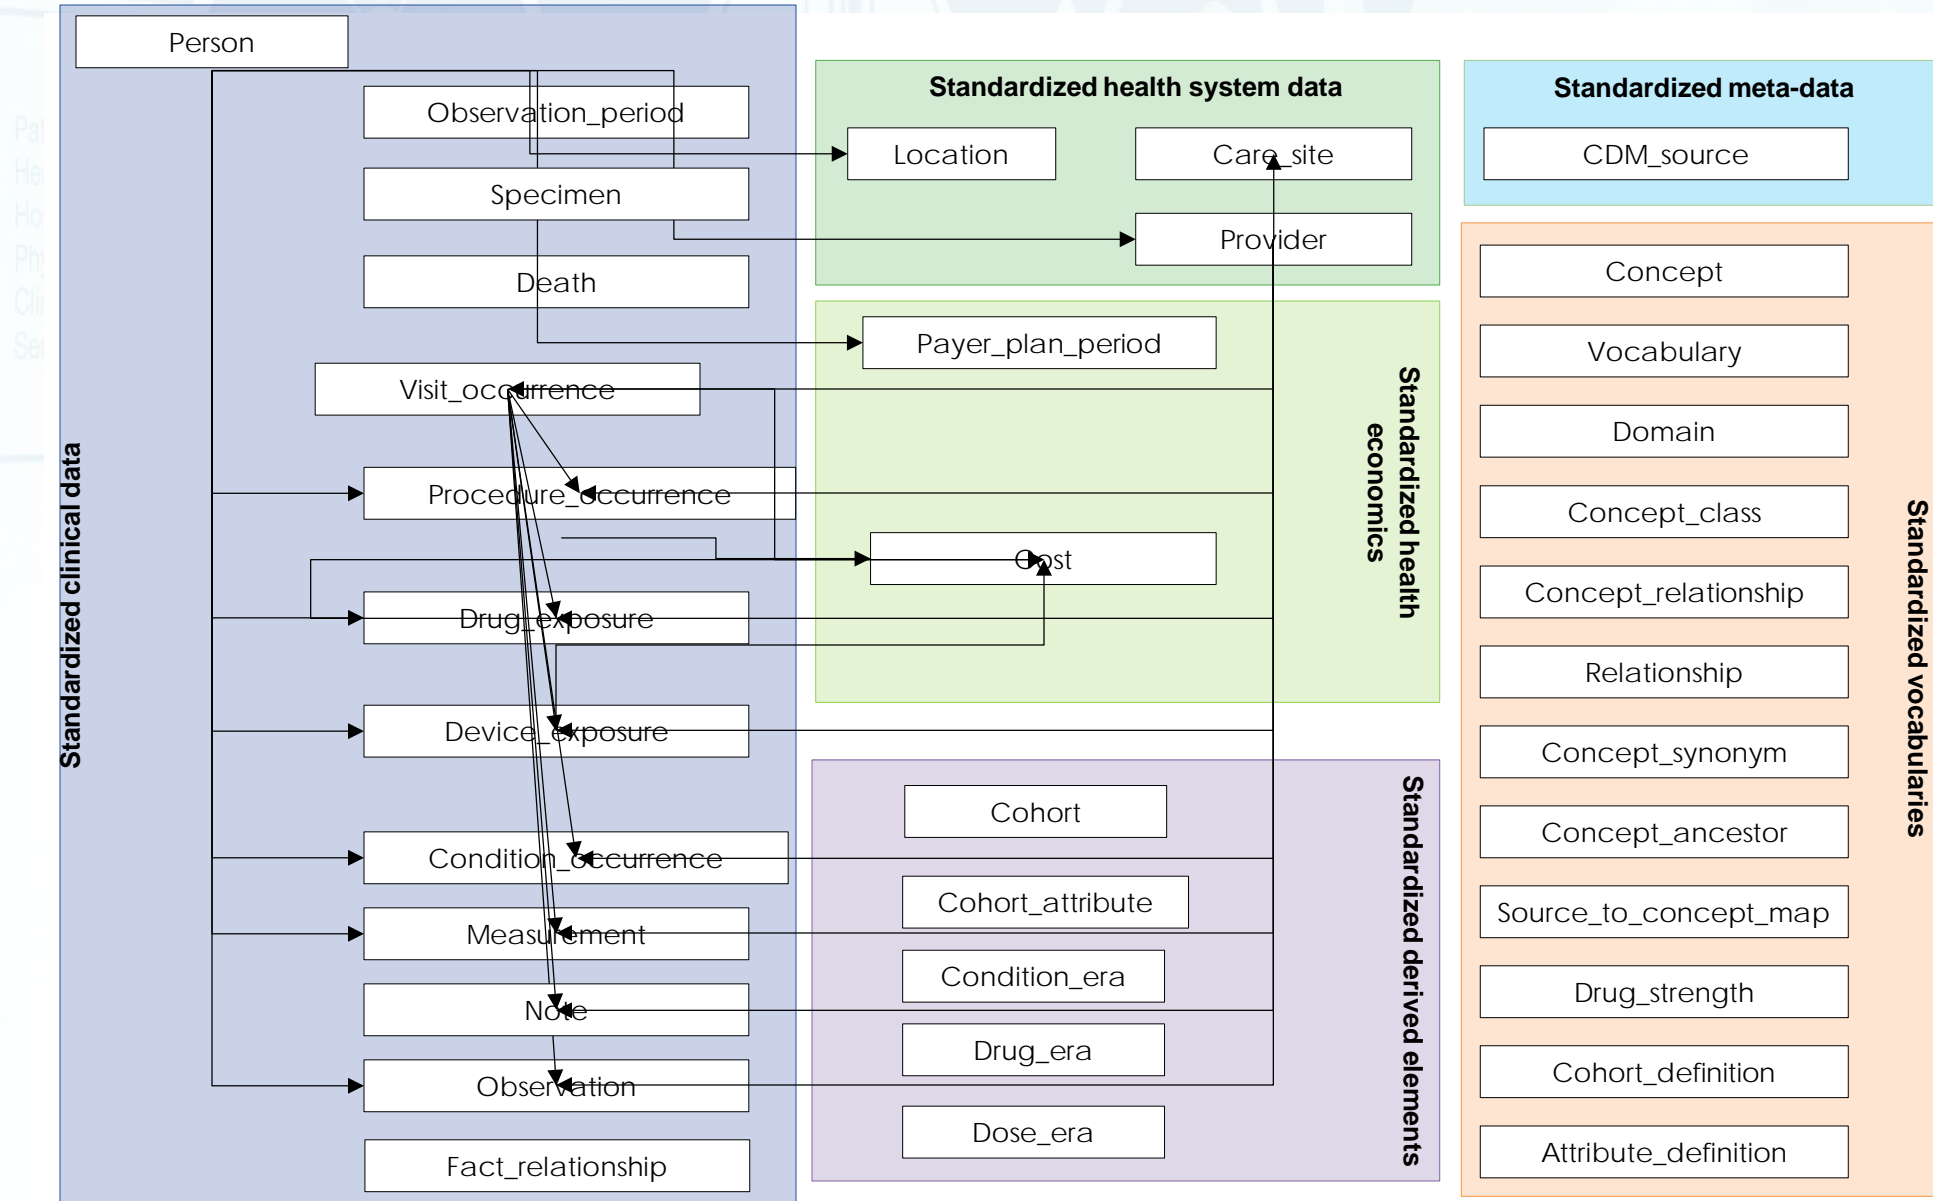 Person
Observation_period
Specimen
Death
Visit_occurrence
Procedure_occurrence
Drug_exposure
Device_exposure
Condition_occurrence
Measurement
Note
Observation
Fact_relationship
Standardized clinical data
Standardized health system data
Location
Care_site
Provider
Payer_plan_period
Cost
Standardized health
economics
Cohort
Cohort_attribute
Condition_era
Drug_era
Dose_era
Standardized derived elements
Standardized meta-data
CDM_source
Concept
Vocabulary
Domain
Concept_class
Concept_relationship
Relationship
Concept_synonym
Concept_ancestor
Source_to_concept_map
Drug_strength
Cohort_definition
Attribute_definition
Standardized vocabularies